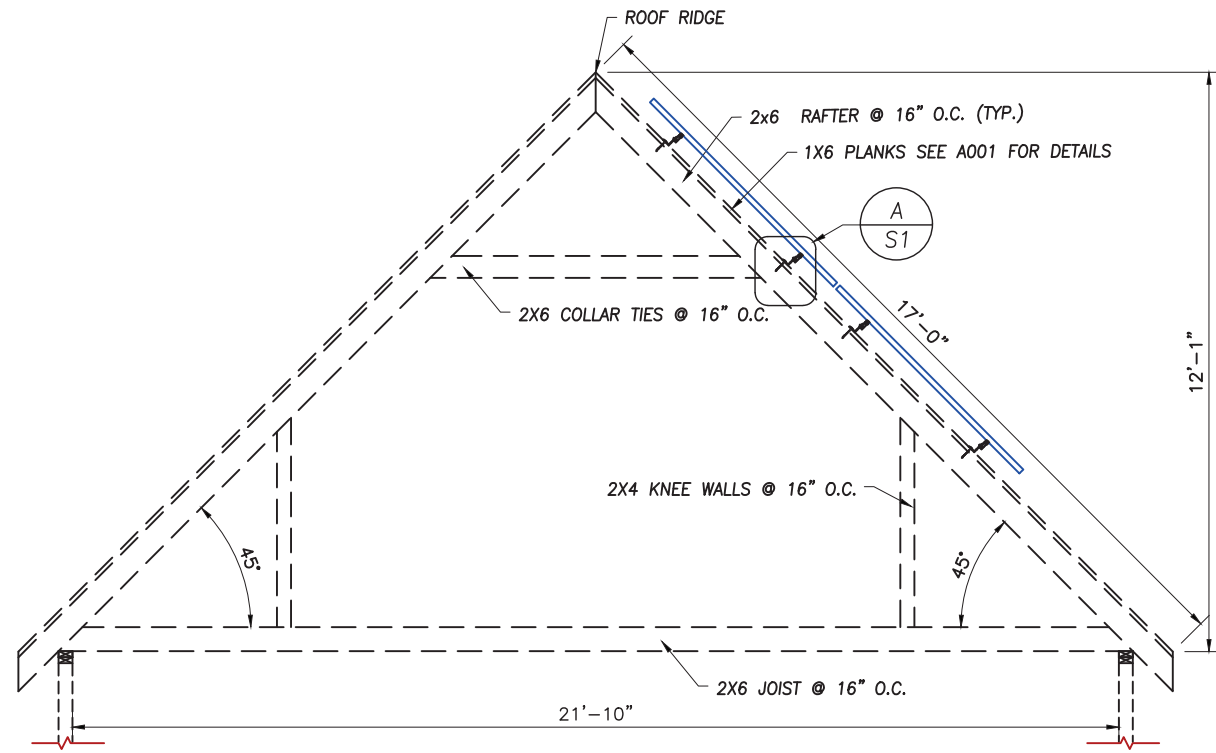 ROOF RIDGE
2x6 RAFTER @ 16" O.C. (TYP.)
1X6 PLANKS SEE A001 FOR DETAILS
A
S1
2X6 COLLAR TIES @ 16" O.C.
17'-0"
12'-1"
2X4 KNEE WALLS @ 16" O.C.
45°
45°
2X6 JOIST @ 16" O.C.
21'-10"